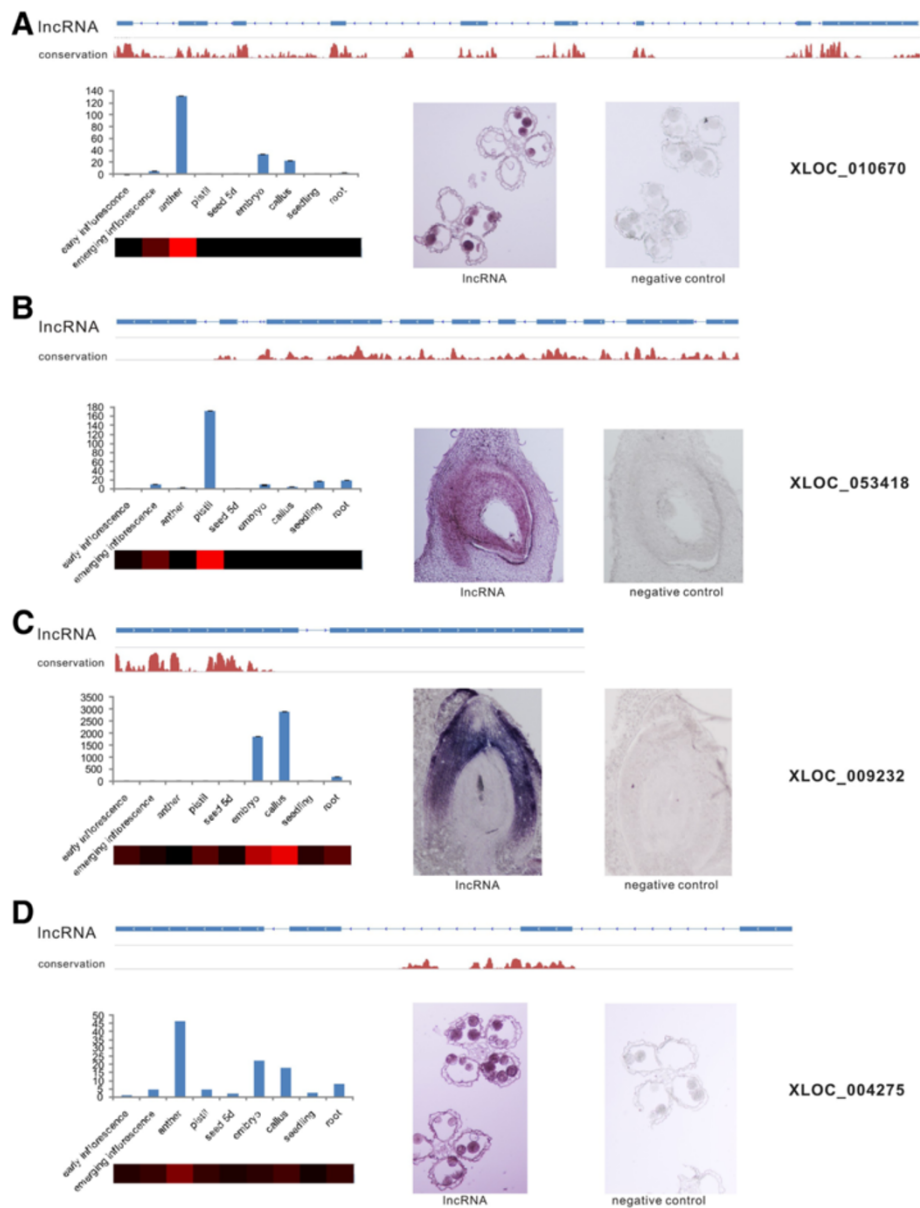 A
lncRNA
conservation
140
120
100
80
60
40
20
0
early inflorescence
emerging inflorescence
anther
pistil
seed 5d
embryo
callus
seedling
root
lncRNA
negative control
XLOC_010670
B
lncRNA
conservation
180
160
140
120
100
80
60
40
20
0
early inflorescence
emerging inflorescence
anther
pistil
seed 5d
embryo
callus
seedling
root
lncRNA
negative control
XLOC_053418
C
lncRNA
conservation
3500
3000
2500
2000
1500
1000
500
0
early inflorescence
emerging inflorescence
anther
pistil
seed 5d
embryo
callus
seedling
root
lncRNA
negative control
XLOC_009232
D
lncRNA
conservation
50
45
40
35
30
25
20
15
10
5
0
early inflorescence
emerging inflorescence
anther
pistil
seed 5d
embryo
callus
seedling
root
lncRNA
negative control
XLOC_004275